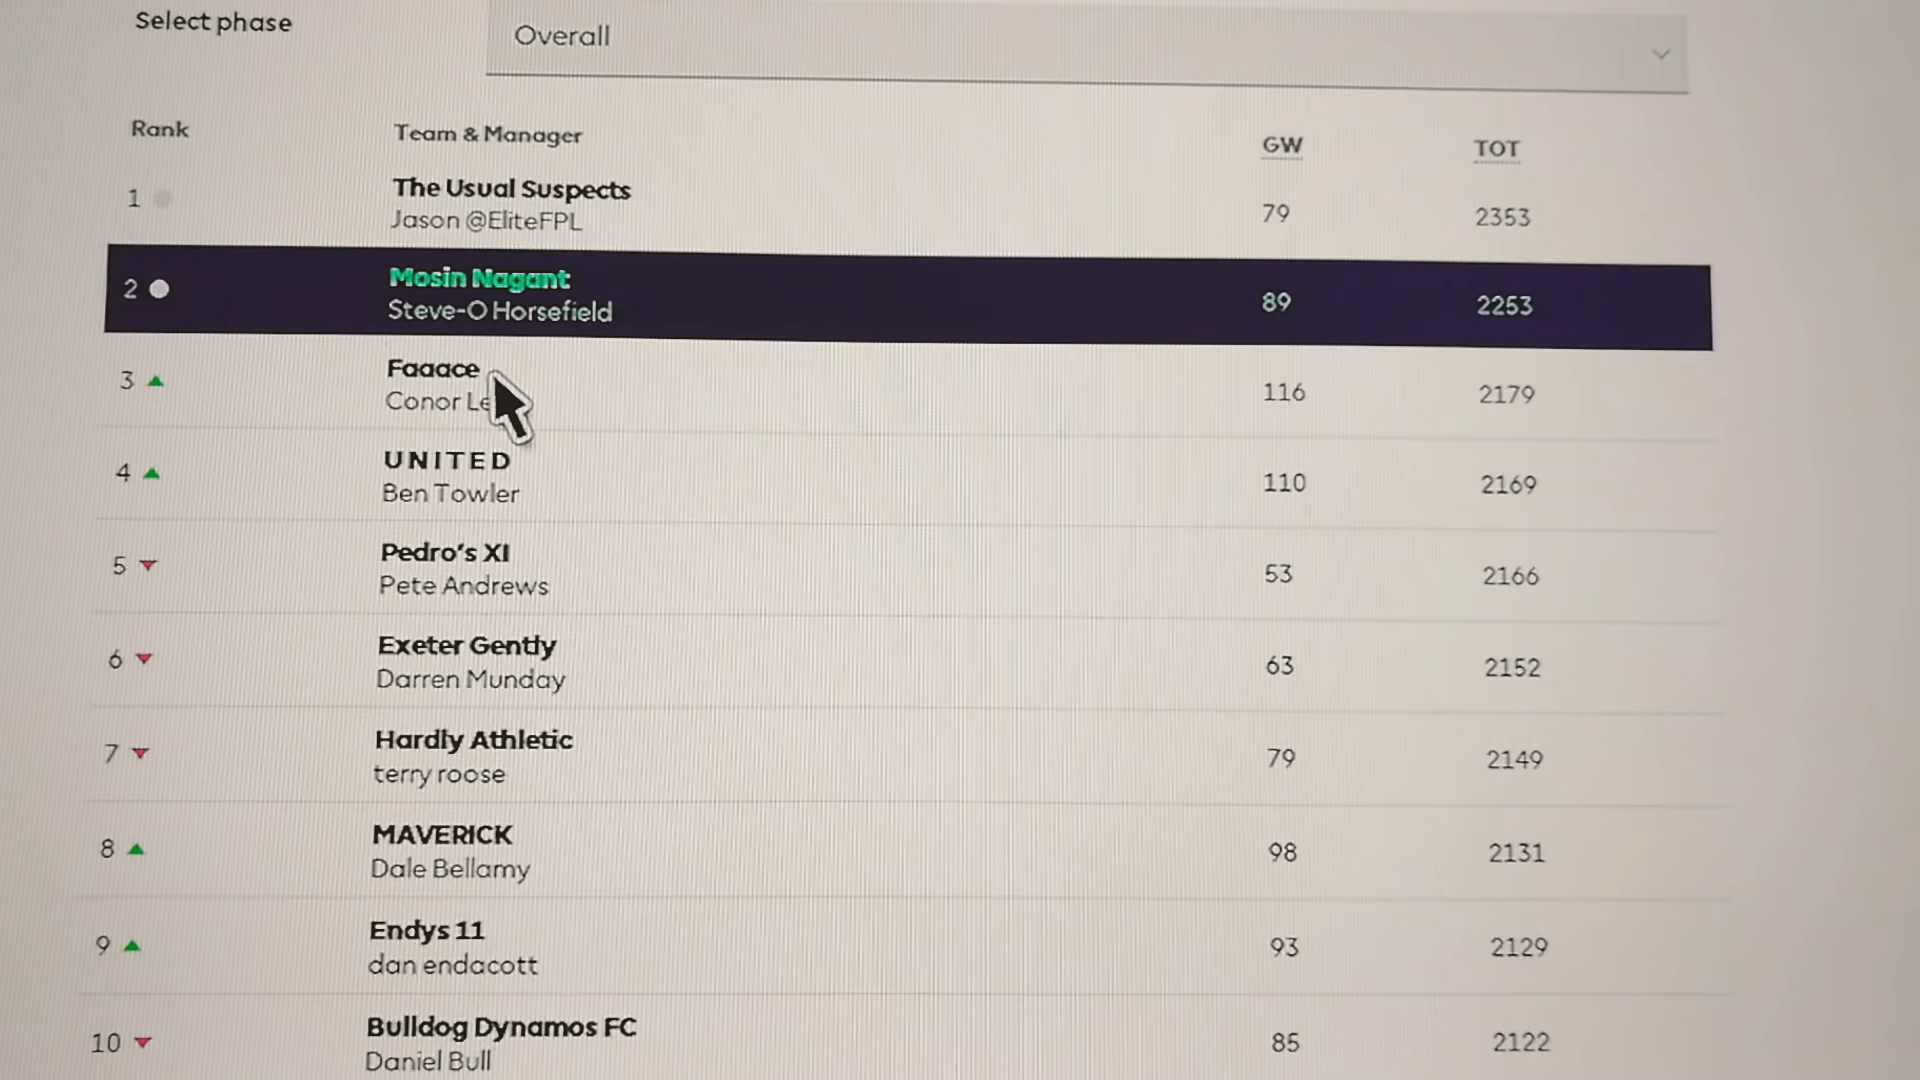 Select phase
Overall
Rank Team & Manager GW TOT
1 The Usual Suspects 79 2353
Jason @EliteFPL
2 Mosin Nagant 89 2253
Steve-O Horsefield
3 Faaace 116 2179
Conor
4 UNITED 110 2169
Ben Towler
5 Pedro's XI 53 2166
Pete Andrews
6 Exeter Gently 63 2152
Darren Munday
7 Hardly Athletic 79 2149
terry roose
8 MAVERICK 98 2131
Dale Bellamy
9 Endys 11 93 2129
dan endacott
10 Bulldog Dynamos FC 85 2122
Daniel Bull